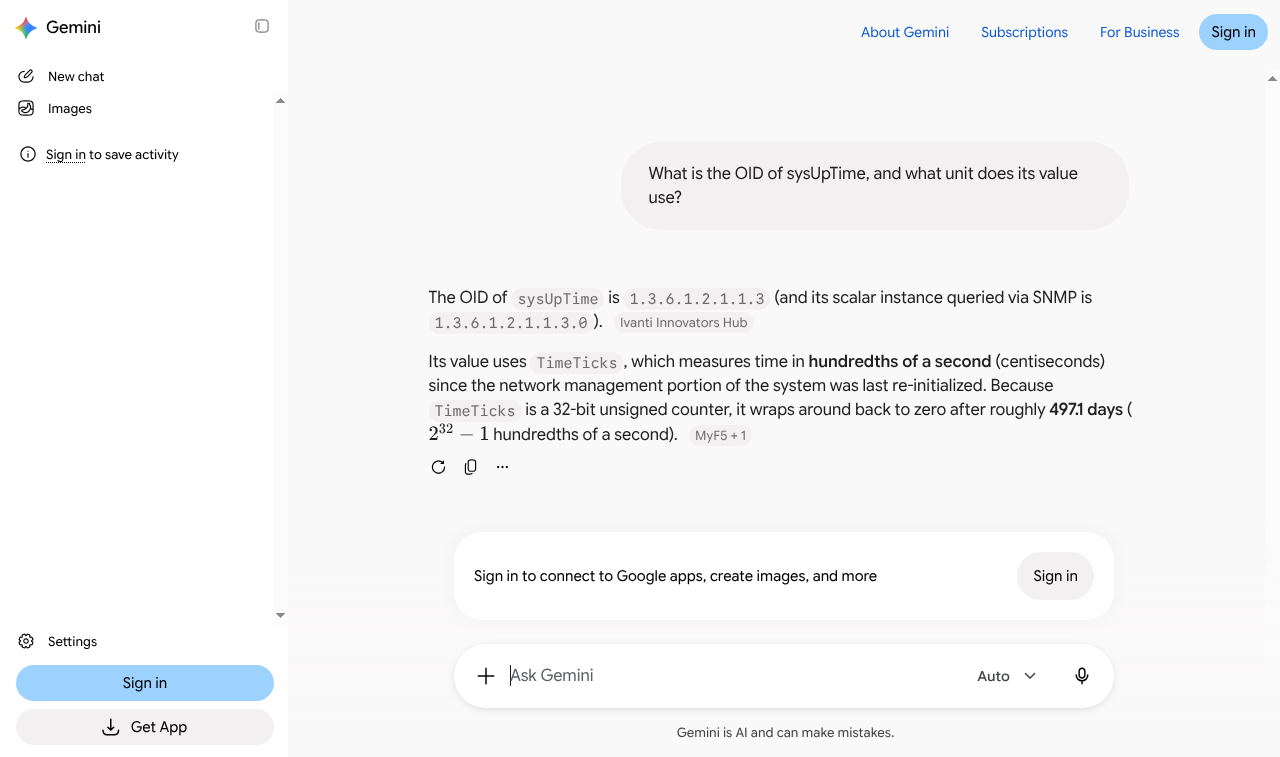 Gemini
New chat
Images
Sign in to save activity
Settings
Sign in
Get App
About Gemini
Subscriptions
For Business
Sign in
What is the OID of sysUpTime, and what unit does its value
use?
The OID of sysUpTime is 1.3.6.1.2.1.1.3 (and its scalar instance queried via SNMP is
1.3.6.1.2.1.1.3.0 ). Ivanti Innovators Hub
Its value uses TimeTicks , which measures time in hundredths of a second (centiseconds)
since the network management portion of the system was last re-initialized. Because
TimeTicks is a 32-bit unsigned counter, it wraps around back to zero after roughly 497.1 days (
2³² − 1 hundredths of a second). MyF5 + 1
Sign in to connect to Google apps, create images, and more
Sign in
Ask Gemini
Auto
Gemini is AI and can make mistakes.